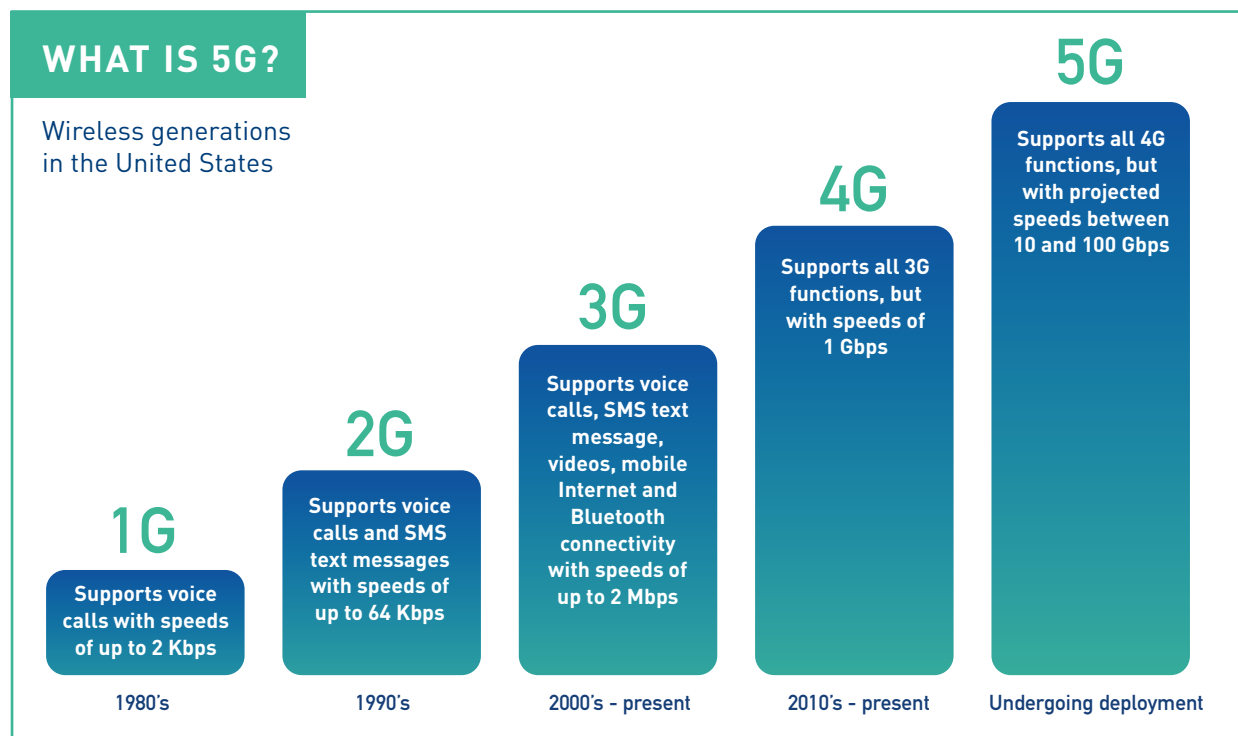 WHAT IS 5G?
Wireless generations
in the United States
1G
Supports voice
calls with speeds
of up to 2 Kbps
1980's
2G
Supports voice
calls and SMS
text messages
with speeds of
up to 64 Kbps
1990's
3G
Supports voice
calls, SMS text
message,
videos, mobile
Internet and
Bluetooth
connectivity
with speeds of
up to 2 Mbps
2000's - present
4G
Supports all 3G
functions, but
with speeds of
1 Gbps
2010's - present
5G
Supports all 4G
functions, but
with projected
speeds between
10 and 100 Gbps
Undergoing deployment